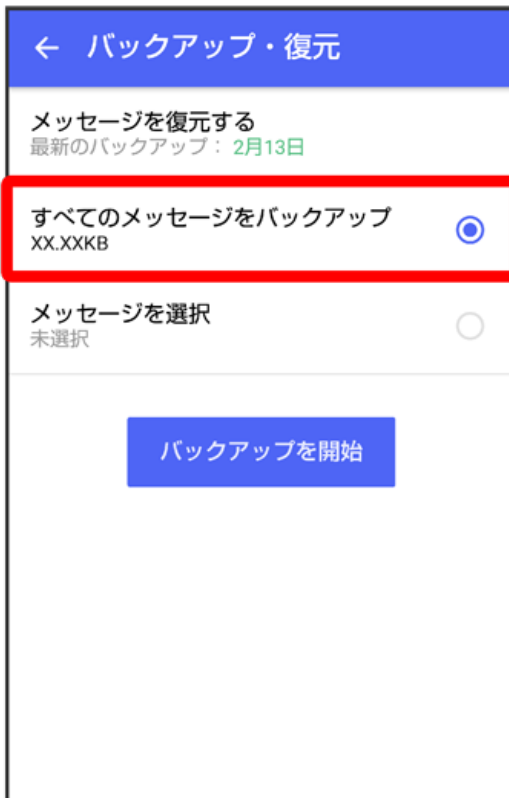 ← バックアップ・復元
メッセージを復元する
最新のバックアップ： 2月13日
すべてのメッセージをバックアップ
XX.XXKB
メッセージを選択
未選択
バックアップを開始